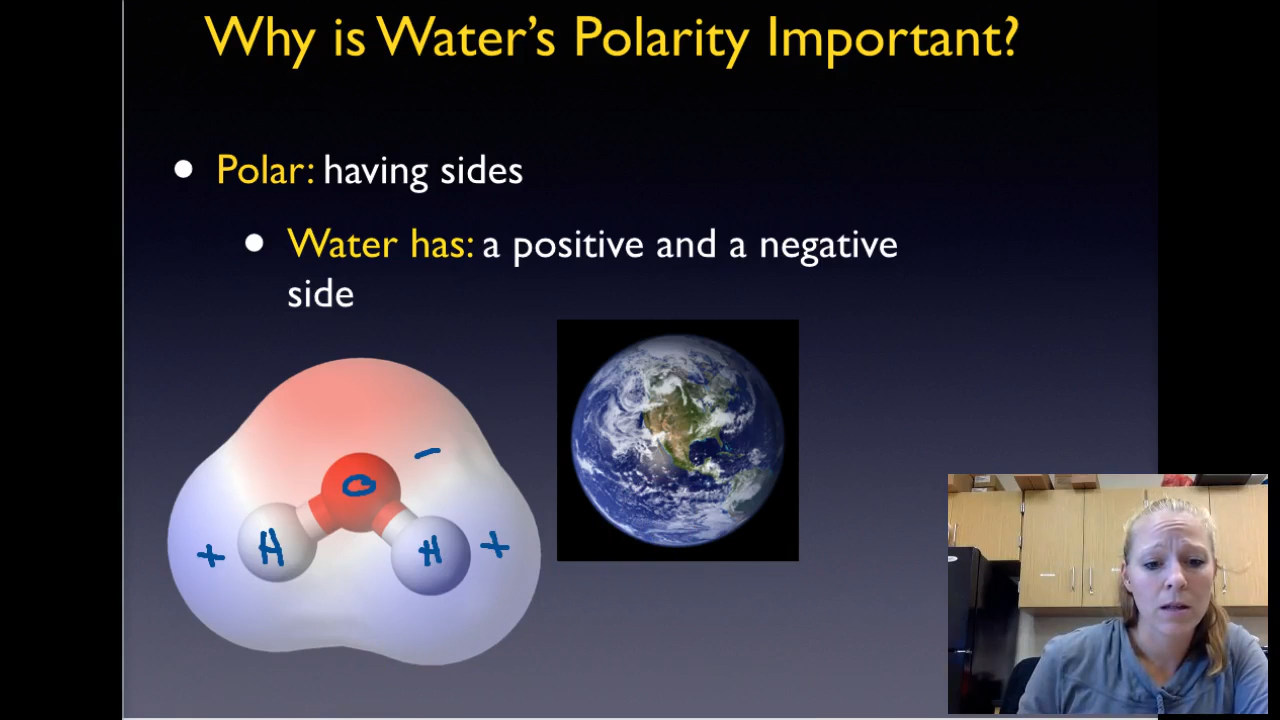 Why is Water's Polarity Important?
Polar: having sides
Water has: a positive and a negative
side
-
O
+ H H +